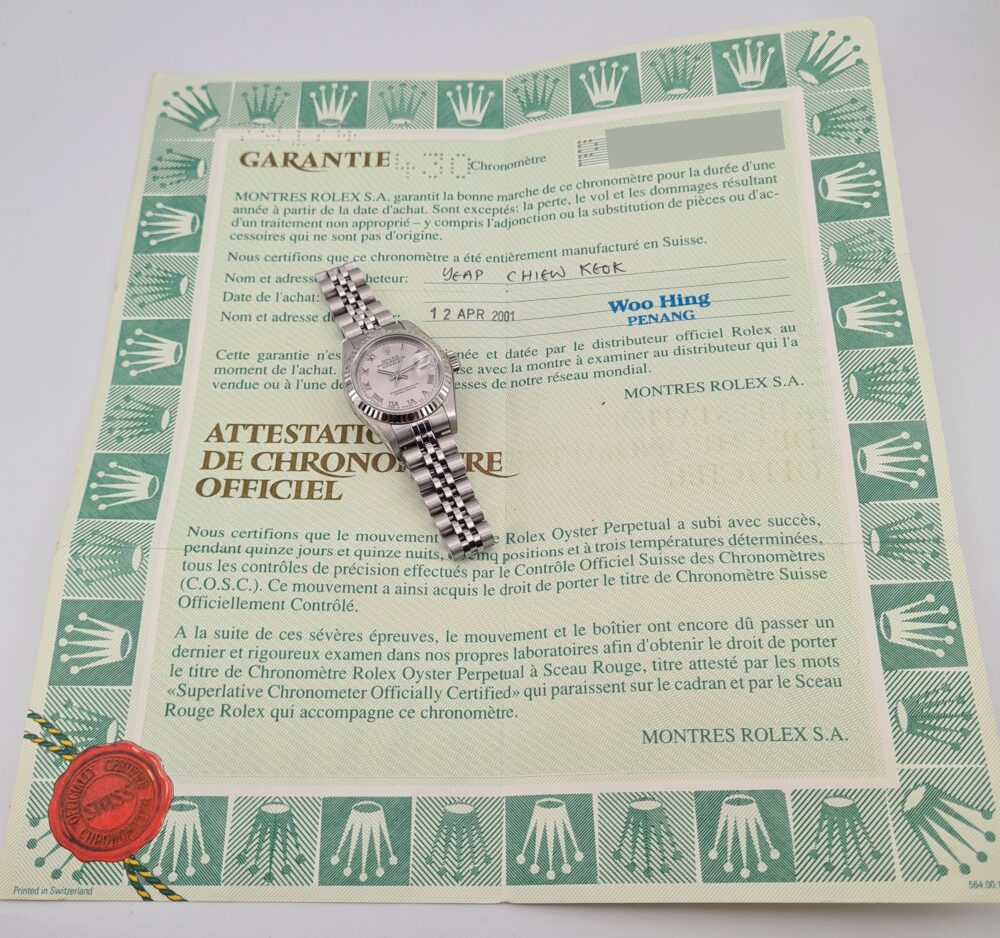 GARANTIE 430 Chronomètre
MONTRES ROLEX S.A. garantit la bonne marche de ce chronomètre pour la durée d'une
année à partir de la date d'achat. Sont exceptés: la perte, le vol et les dommages résultant
d'un traitement non approprié – y compris l'adjonction ou la substitution de pièces ou d'ac-
cessoires qui ne sont pas d'origine.
Nous certifions que ce chronomètre a été entièrement manufacturé en Suisse.
Nom et adresse heteur: YEAP CHIEW KEOK
Date de l'achat: 12 APR 2001
Nom et adresse d
Woo Hing
PENANG
Cette garantie n'es née et datée par le distributeur officiel Rolex au
moment de l'achat. se avec la montre à examiner au distributeur qui l'a
vendue ou à l'une d esses de notre réseau mondial.
MONTRES ROLEX S.A.
ROLEX
ATTESTATIO
DE CHRONO TRE
OFFICIEL
Nous certifions que le mouvement Rolex Oyster Perpetual a subi avec succès,
pendant quinze jours et quinze nuits, cinq positions et à trois températures déterminées,
tous les contrôles de précision effectués par le Contrôle Officiel Suisse des Chronomètres
(C.O.S.C.). Ce mouvement a ainsi acquis le droit de porter le titre de Chronomètre Suisse
Officiellement Contrôlé.
A la suite de ces sévères épreuves, le mouvement et le boîtier ont encore dû passer un
dernier et rigoureux examen dans nos propres laboratoires afin d'obtenir le droit de porter
le titre de Chronomètre Rolex Oyster Perpetual à Sceau Rouge, titre attesté par les mots
«Superlative Chronometer Officially Certified» qui paraissent sur le cadran et par le Sceau
Rouge Rolex qui accompagne ce chronomètre.
MONTRES ROLEX S.A.
OFFICIALLY CERTIFIED
SWISS
CHRONOMETER
Printed in Switzerland
564.00.